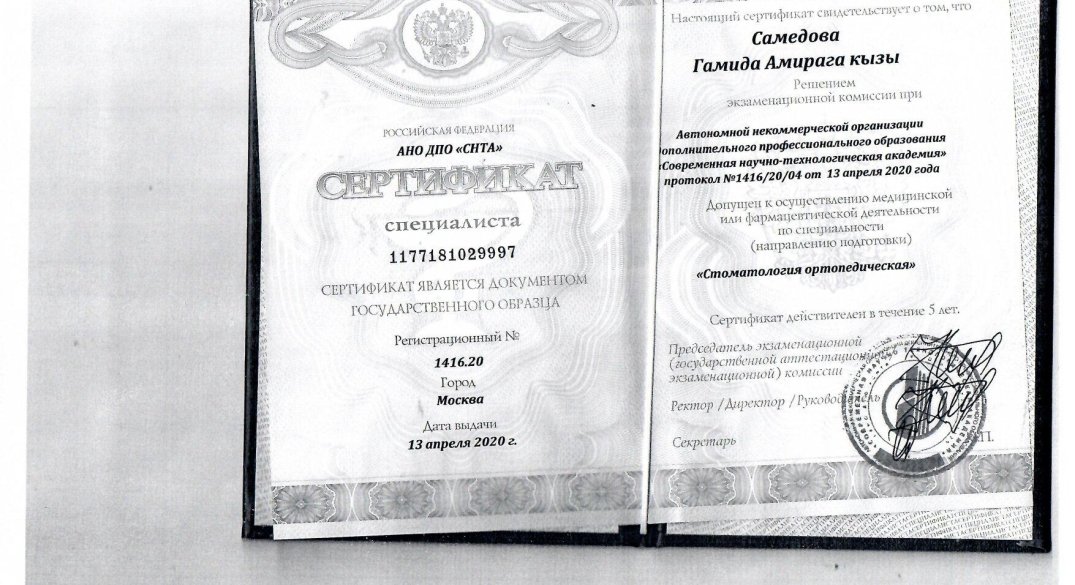 РОССИЙСКАЯ ФЕДЕРАЦИЯ
АНО ДПО «СНТА»
СЕРТИФИКАТ
специалиста
1177181029997
СЕРТИФИКАТ ЯВЛЯЕТСЯ ДОКУМЕНТОМ
ГОСУДАРСТВЕННОГО ОБРАЗЦА
Регистрационный №
1416.20
Город
Москва
Дата выдачи
13 апреля 2020 г.
Настоящий сертификат свидетельствует о том, что
Самедова
Гамида Амирага кызы
Решением
экзаменационной комиссии при
Автономной некоммерческой организации
дополнительного профессионального образования
«Современная научно-технологическая академия»
протокол №1416/20/04 от 13 апреля 2020 года
Допущен к осуществлению медицинской
или фармацевтической деятельности
по специальности
(направлению подготовки)
«Стоматология ортопедическая»
Сертификат действителен в течение 5 лет.
Председатель экзаменационной
(государственной аттестационной
экзаменационной) комиссии
Ректор /Директор /Руководитель
Секретарь